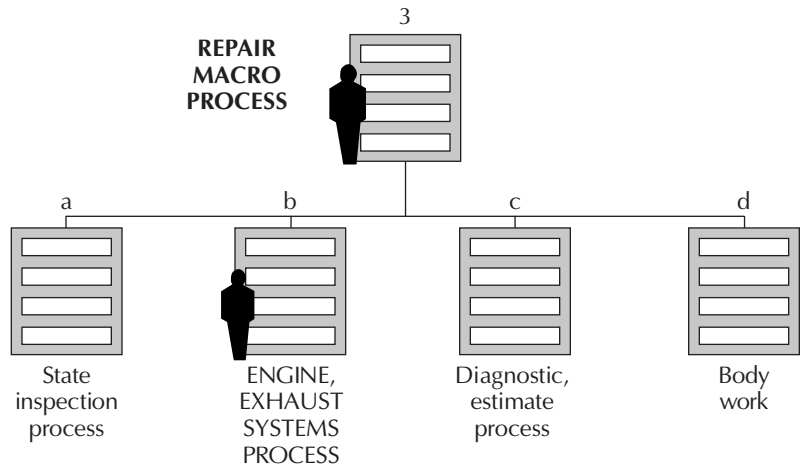 3
REPAIR
MACRO
PROCESS
a
b
c
d
State
inspection
process
ENGINE,
EXHAUST
SYSTEMS
PROCESS
Diagnostic,
estimate
process
Body
work